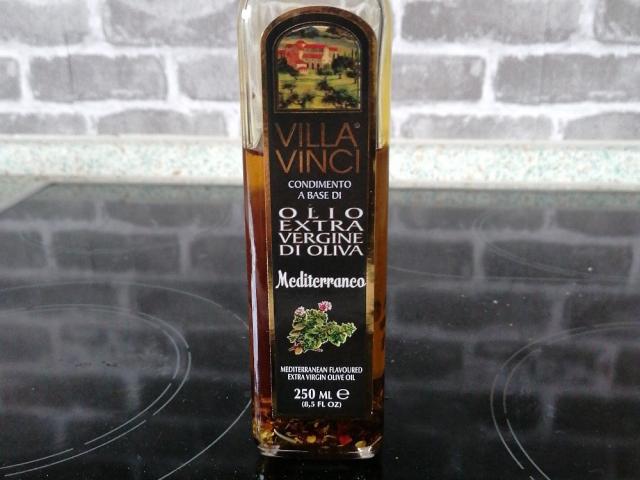 VILLA®
VINCI
CONDIMENTO
A BASE DI
OLIO
EXTRA
VERGINE
DI OLIVA
Mediterraneo
MEDITERRANEAN FLAVOURED
EXTRA VIRGIN OLIVE OIL
250 ML ℮
(8,5 FL OZ)